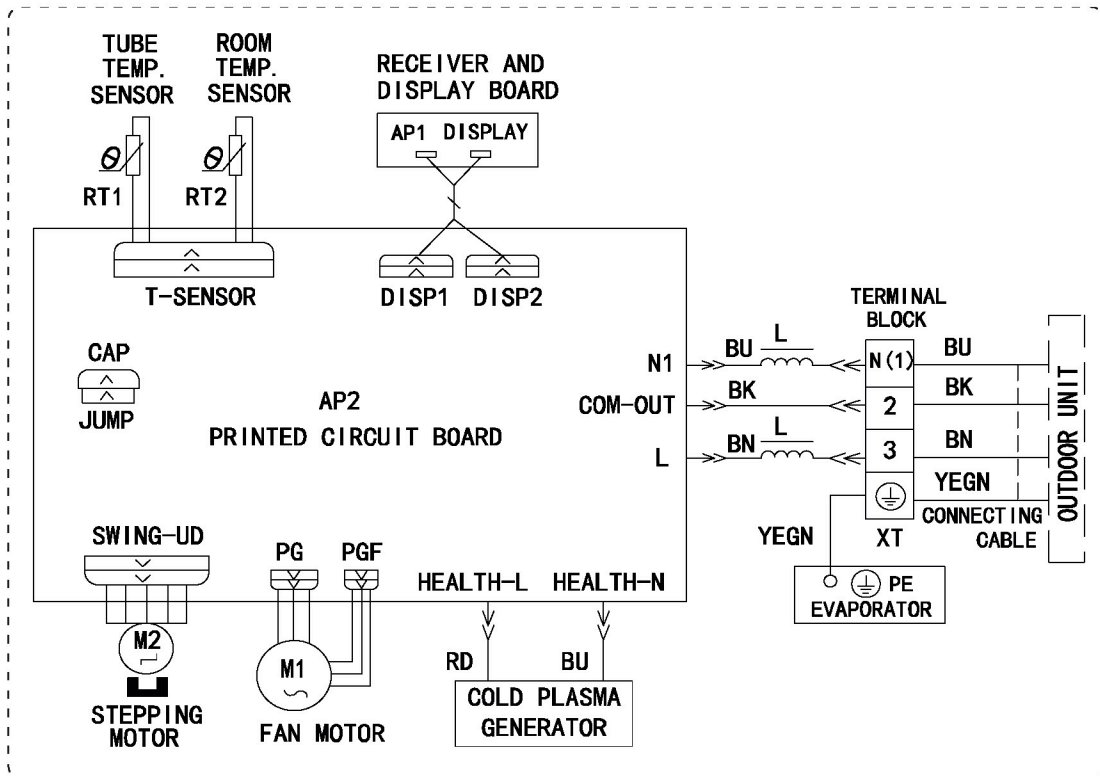 TUBE
TEMP.
SENSOR
ROOM
TEMP.
SENSOR
RECEIVER AND
DISPLAY BOARD
AP1 DISPLAY
θ
RT1
θ
RT2
T-SENSOR
DISP1
DISP2
CAP
JUMP
AP2
PRINTED CIRCUIT BOARD
N1
COM-OUT
L
BU
L
BK
BN
L
TERMINAL
BLOCK
N(1)
2
3
XT
BU
BK
BN
YEGN
CONNECTING
CABLE
OUTDOOR UNIT
YEGN
PE
EVAPORATOR
SWING-UD
M2
STEPPING
MOTOR
PG
PGF
M1
FAN MOTOR
HEALTH-L
HEALTH-N
RD
BU
COLD PLASMA
GENERATOR